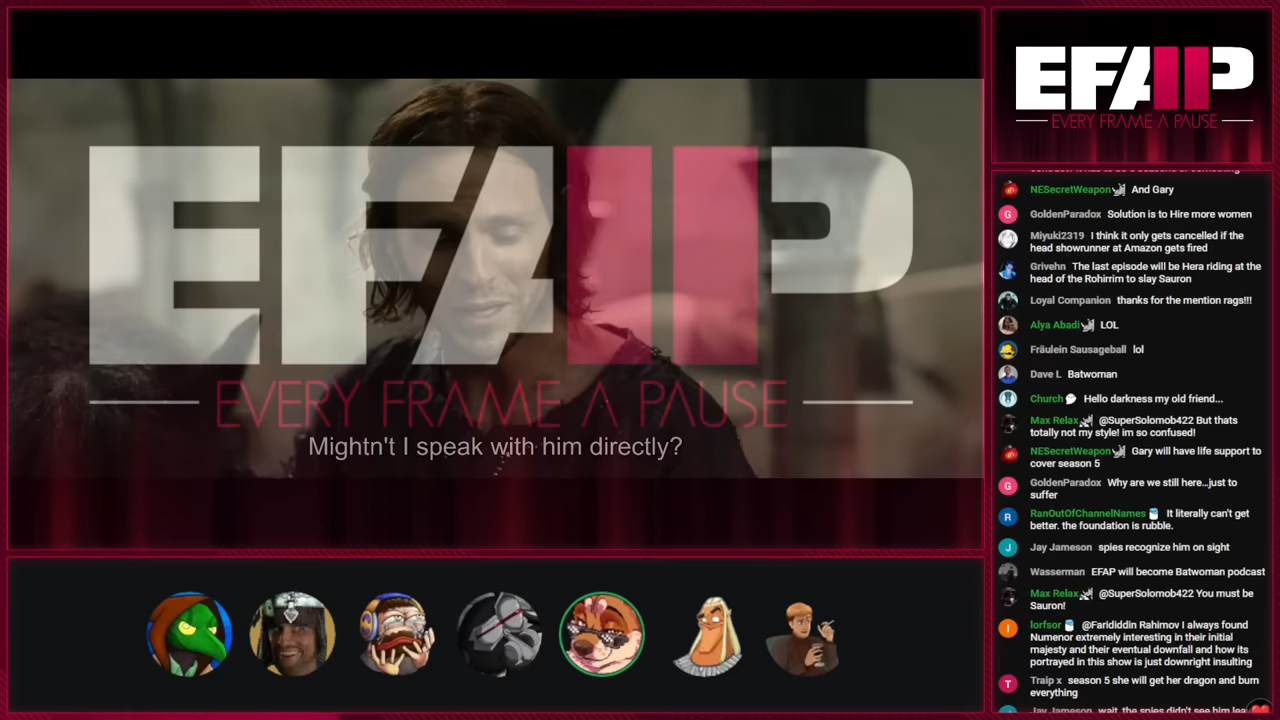 EFAP
EVERY FRAME A PAUSE
Mightn't I speak with him directly?
EFAP
EVERY FRAME A PAUSE
NESecretWeapon And Gary
GoldenParadox Solution is to Hire more women
Miyuki2319 I think it only gets cancelled if the
head showrunner at Amazon gets fired
Grivehn The last episode will be Hera riding at the
head of the Rohirrim to slay Sauron
Loyal Companion thanks for the mention rags!!!
Alya Abadi LOL
Fräulein Sausageball lol
Dave L Batwoman
Church Hello darkness my old friend...
Max Relax @SuperSolomob422 But thats
totally not my style! im so confused!
NESecretWeapon Gary will have life support to
cover season 5
G
GoldenParadox Why are we still here...just to
suffer
R
RanOutOfChannelNames It literally can't get
better. the foundation is rubble.
J
Jay Jameson spies recognize him on sight
Wasserman EFAP will become Batwoman podcast
Max Relax @SuperSolomob422 You must be
Sauron!
I
lorfsor @Farididdin Rahimov I always found
Numenor extremely interesting in their initial
majesty and their eventual downfall and how its
portrayed in this show is just downright insulting
T
Traip x season 5 she will get her dragon and burn
everything
Jay Jameson wait, the spies didn't see him